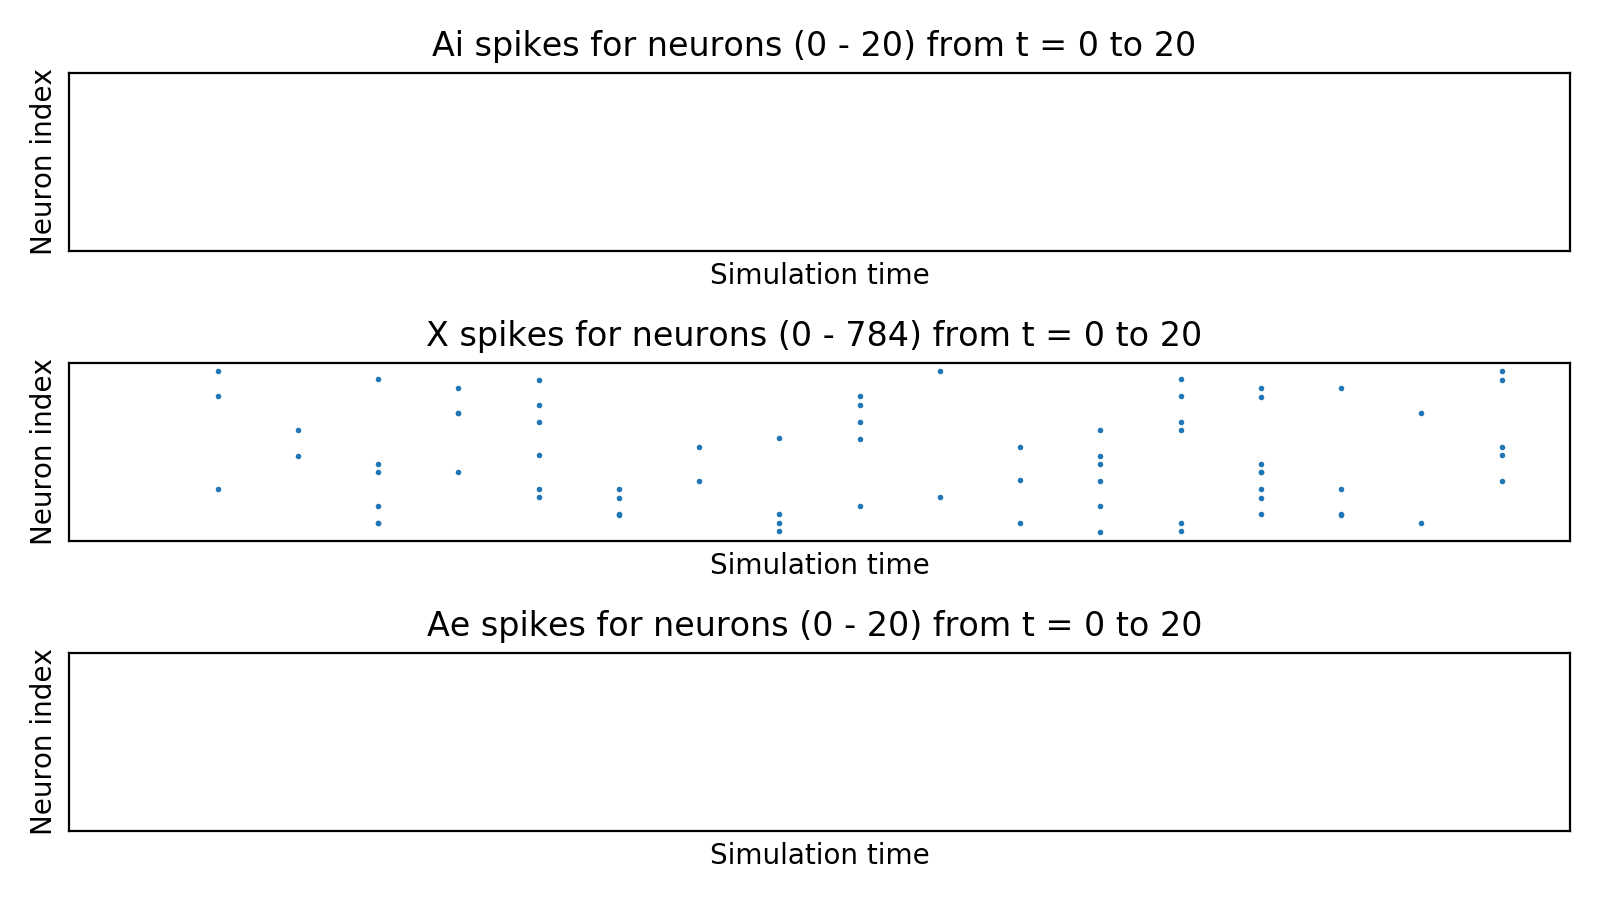 Ai spikes for neurons (0 - 20) from t = 0 to 20
Neuron index
Simulation time
X spikes for neurons (0 - 784) from t = 0 to 20
Neuron index
Simulation time
Ae spikes for neurons (0 - 20) from t = 0 to 20
Neuron index
Simulation time